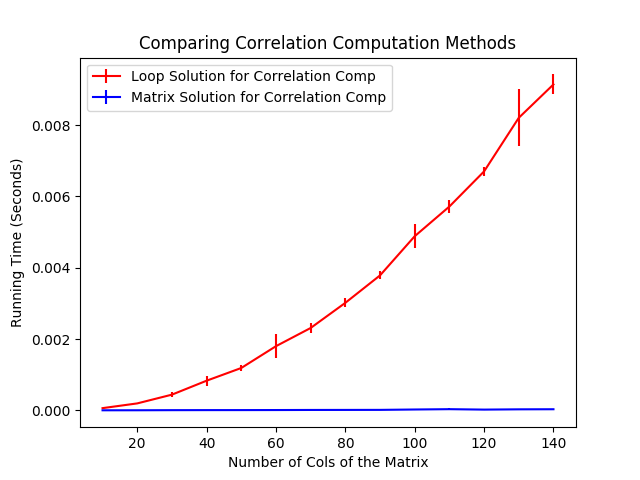 Comparing Correlation Computation Methods
Loop Solution for Correlation Comp
Matrix Solution for Correlation Comp
Running Time (Seconds)
0.008
0.006
0.004
0.002
0.000
20 40 60 80 100 120 140
Number of Cols of the Matrix